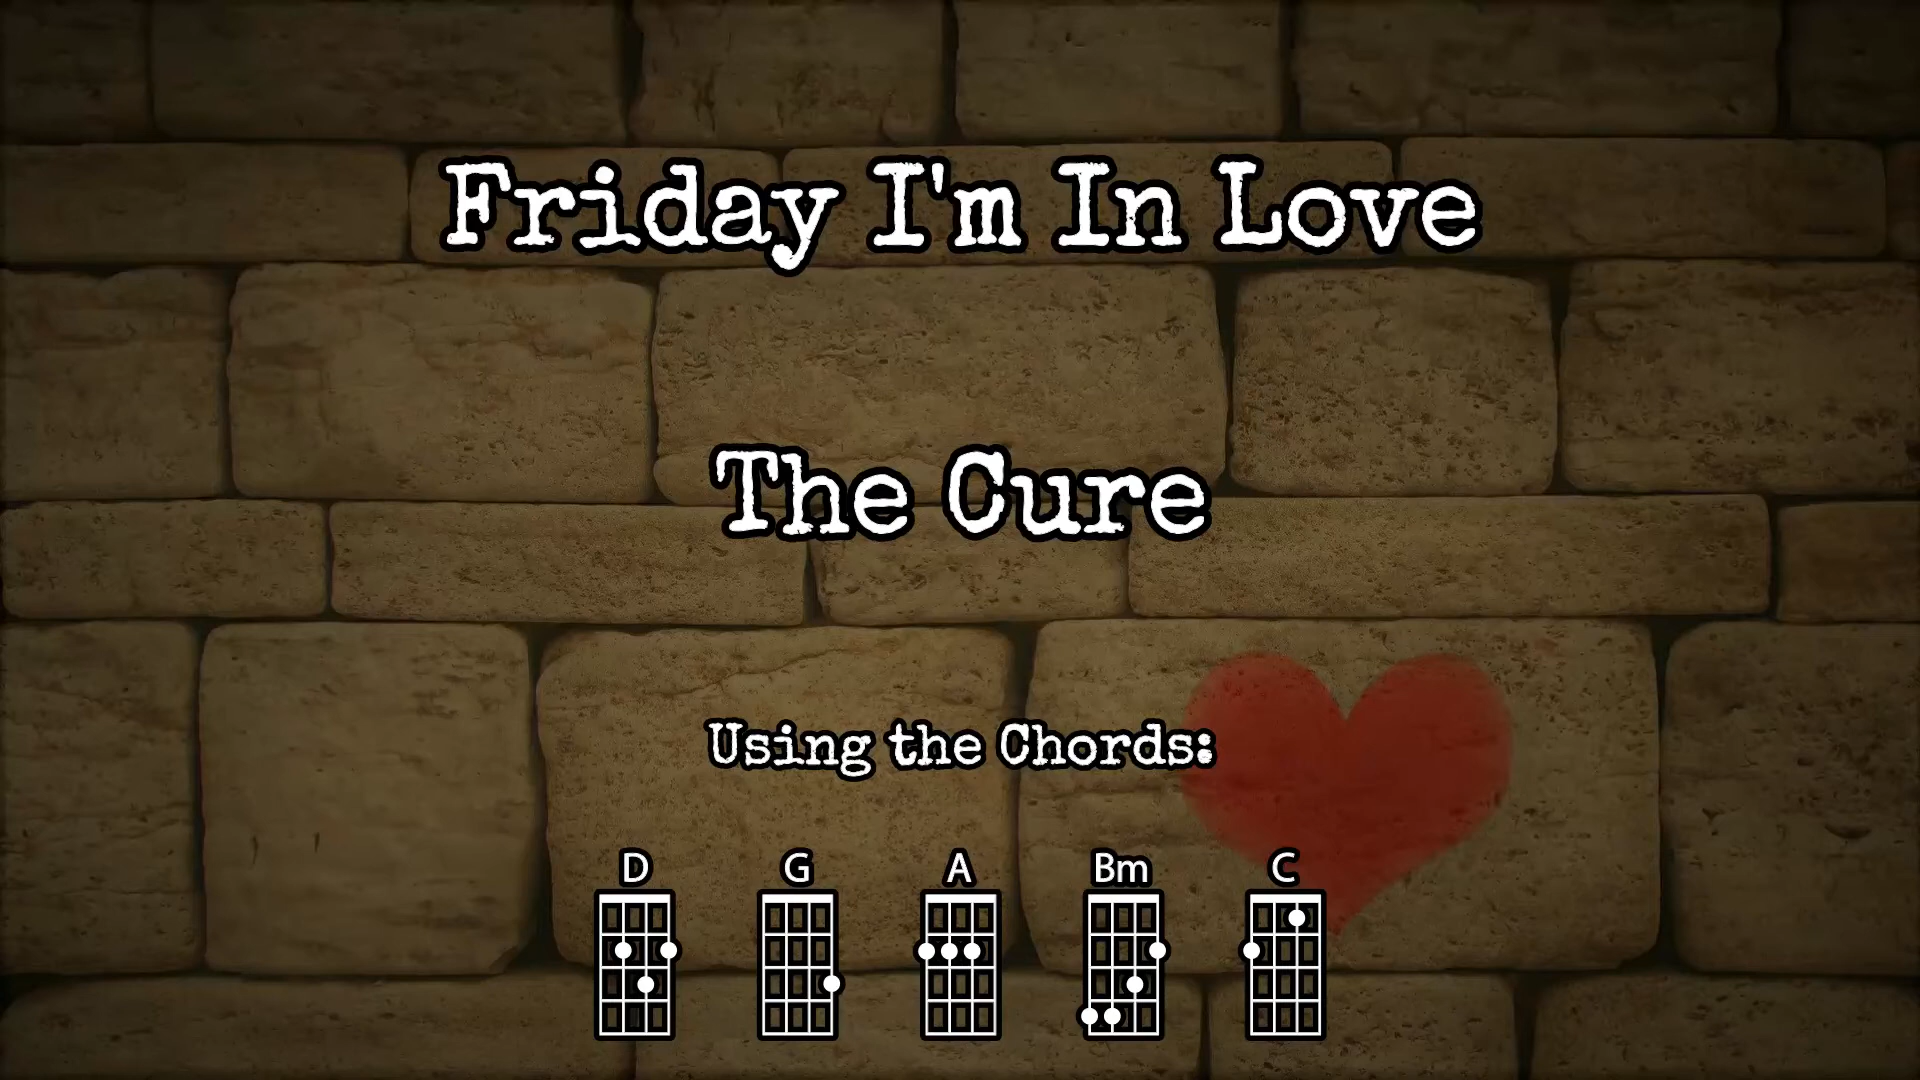 Friday I'm In Love
The Cure
Using the Chords:
D G A Bm C